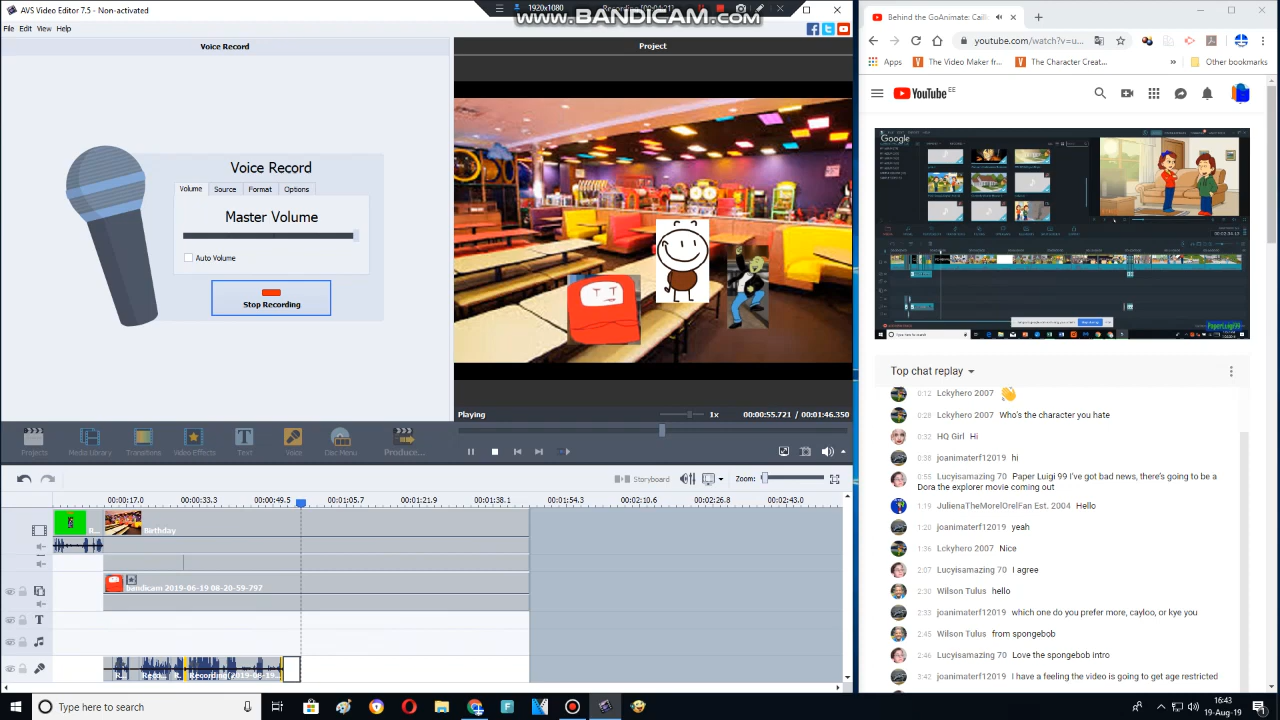 AVS Video Editor 7.5 - Non-activated
1920x1080
www.BANDICAM.com
File Edit View Help
Voice Record
Project
Voice Record
Source Format Options
Master Volume
Auto Volume
Stop Recording
Playing
1x
00:00:55.721 / 00:01:46.350
Projects Media Library Transitions Video Effects Text Voice Disc Menu Produce...
Storyboard
Zoom:
00:00:17.0 00:00:33.3 00:01:05.7 00:01:21.9 00:01:38.1 00:01:54.3 00:02:10.6 00:02:26.8 00:02:43.0
R...
Birthday
bandicam 2019-06-19 08-20-59-797
R... Reco... R. Recording(2019-08-19...
Behind the GoAnimate: Cail
youtube.com/watch?v=u...
Apps The Video Maker fr... The Character Creat... » Other bookmarks
YouTube EE
Google
PaperLuigi99
Top chat replay
0:12 Lckyhero 2007 👋
0:28 Lckyhero 2007 Who's the character you hate
0:32 HQ Girl Hi
0:38 joanimaterf12019 hi
0:55 Lucyisamazing 70 Paper Luigi 99 I've got bad news, there's going to be a
Dora the explorer movie coming out
1:19 JulienaTheMorelOrelFan Est. 2004 Hello
1:20 joanimaterf12019 yeah
1:36 Lckyhero 2007 Nice
2:07 Lucyisamazing 70 I agree
2:30 Wilson Tulus hello
2:33 joanimaterf12019 which one do you prefer more, cayloo, or kye you
2:45 Wilson Tulus from spongebob
2:46 Lucyisamazing 70 Love the spongebob intro
3:42 joanimaterf12019 I have a feeling the video is going to get age restricted
Type here to search
16:43
19-Aug-19